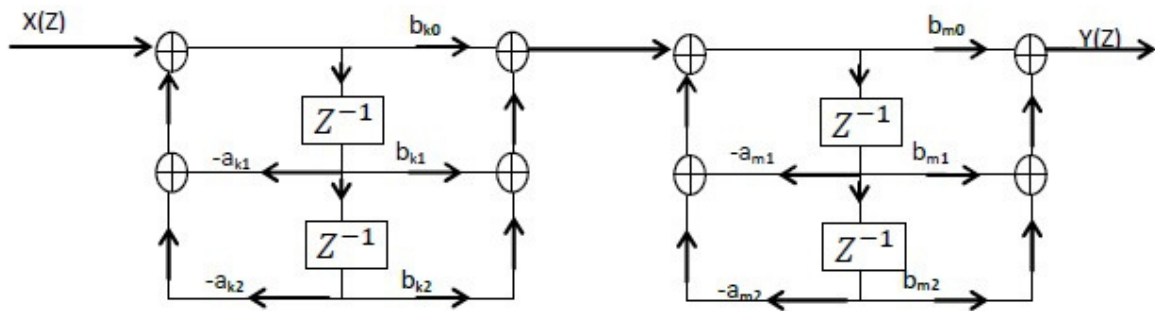 X(Z) b_k0 b_m0 Y(Z)
Z⁻¹ Z⁻¹
-a_k1 b_k1 -a_m1 b_m1
Z⁻¹ Z⁻¹
-a_k2 b_k2 -a_m2 b_m2